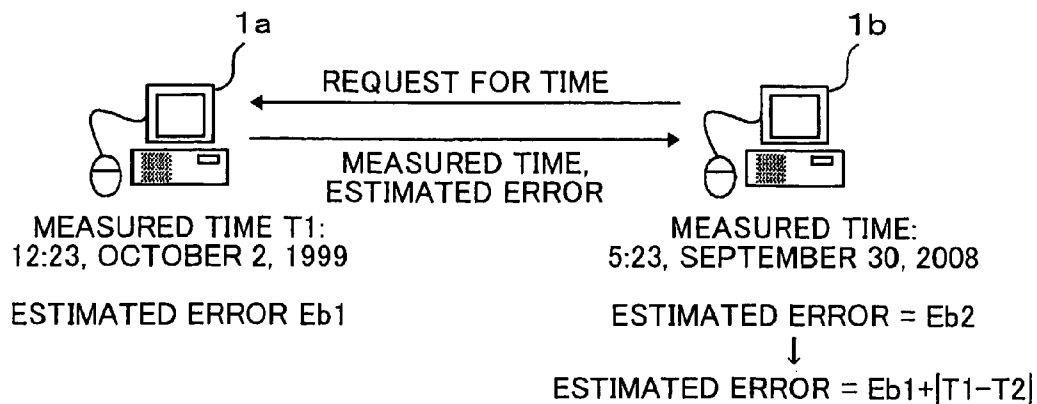 1a
1b
REQUEST FOR TIME
MEASURED TIME,
ESTIMATED ERROR
MEASURED TIME T1:
12:23, OCTOBER 2, 1999
ESTIMATED ERROR Eb1
MEASURED TIME:
5:23, SEPTEMBER 30, 2008
ESTIMATED ERROR = Eb2
↓
ESTIMATED ERROR = Eb1+|T1-T2|